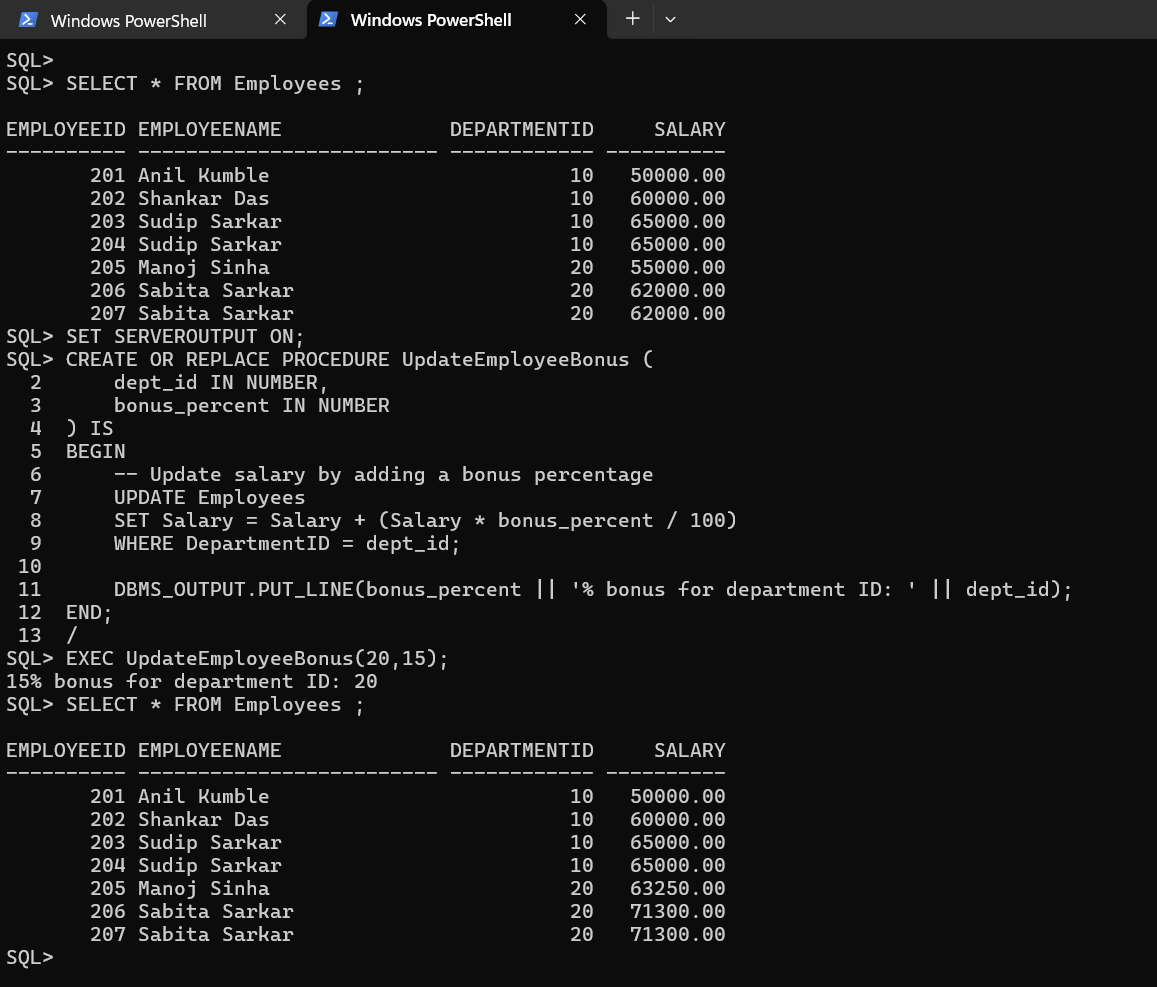 Windows PowerShell Windows PowerShell
SQL>
SQL> SELECT * FROM Employees ;

EMPLOYEEID EMPLOYEENAME              DEPARTMENTID     SALARY
---------- ------------------------- ------------ ----------
       201 Anil Kumble                         10   50000.00
       202 Shankar Das                         10   60000.00
       203 Sudip Sarkar                        10   65000.00
       204 Sudip Sarkar                        10   65000.00
       205 Manoj Sinha                         20   55000.00
       206 Sabita Sarkar                       20   62000.00
       207 Sabita Sarkar                       20   62000.00
SQL> SET SERVEROUTPUT ON;
SQL> CREATE OR REPLACE PROCEDURE UpdateEmployeeBonus (
  2      dept_id IN NUMBER,
  3      bonus_percent IN NUMBER
  4  ) IS
  5  BEGIN
  6      -- Update salary by adding a bonus percentage
  7      UPDATE Employees
  8      SET Salary = Salary + (Salary * bonus_percent / 100)
  9      WHERE DepartmentID = dept_id;
 10
 11      DBMS_OUTPUT.PUT_LINE(bonus_percent || '% bonus for department ID: ' || dept_id);
 12  END;
 13  /
SQL> EXEC UpdateEmployeeBonus(20,15);
15% bonus for department ID: 20
SQL> SELECT * FROM Employees ;

EMPLOYEEID EMPLOYEENAME              DEPARTMENTID     SALARY
---------- ------------------------- ------------ ----------
       201 Anil Kumble                         10   50000.00
       202 Shankar Das                         10   60000.00
       203 Sudip Sarkar                        10   65000.00
       204 Sudip Sarkar                        10   65000.00
       205 Manoj Sinha                         20   63250.00
       206 Sabita Sarkar                       20   71300.00
       207 Sabita Sarkar                       20   71300.00
SQL>